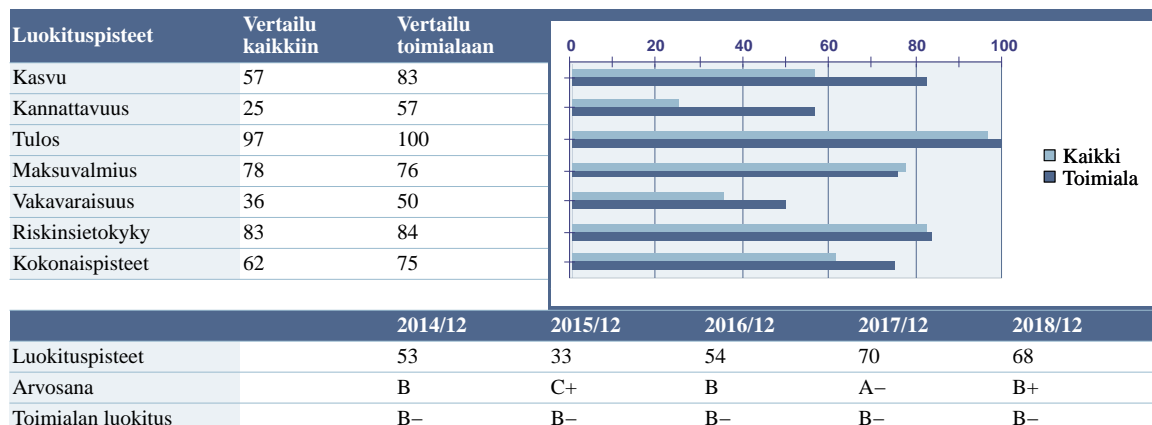 Luokituspisteet Vertailu kaikkiin Vertailu toimialaan
Kasvu 57 83
Kannattavuus 25 57
Tulos 97 100
Maksuvalmius 78 76
Vakavaraisuus 36 50
Riskinsietokyky 83 84
Kokonaispisteet 62 75
0 20 40 60 80 100
Kaikki
Toimiala
2014/12 2015/12 2016/12 2017/12 2018/12
Luokituspisteet 53 33 54 70 68
Arvosana B C+ B A− B+
Toimialan luokitus B− B− B− B− B−